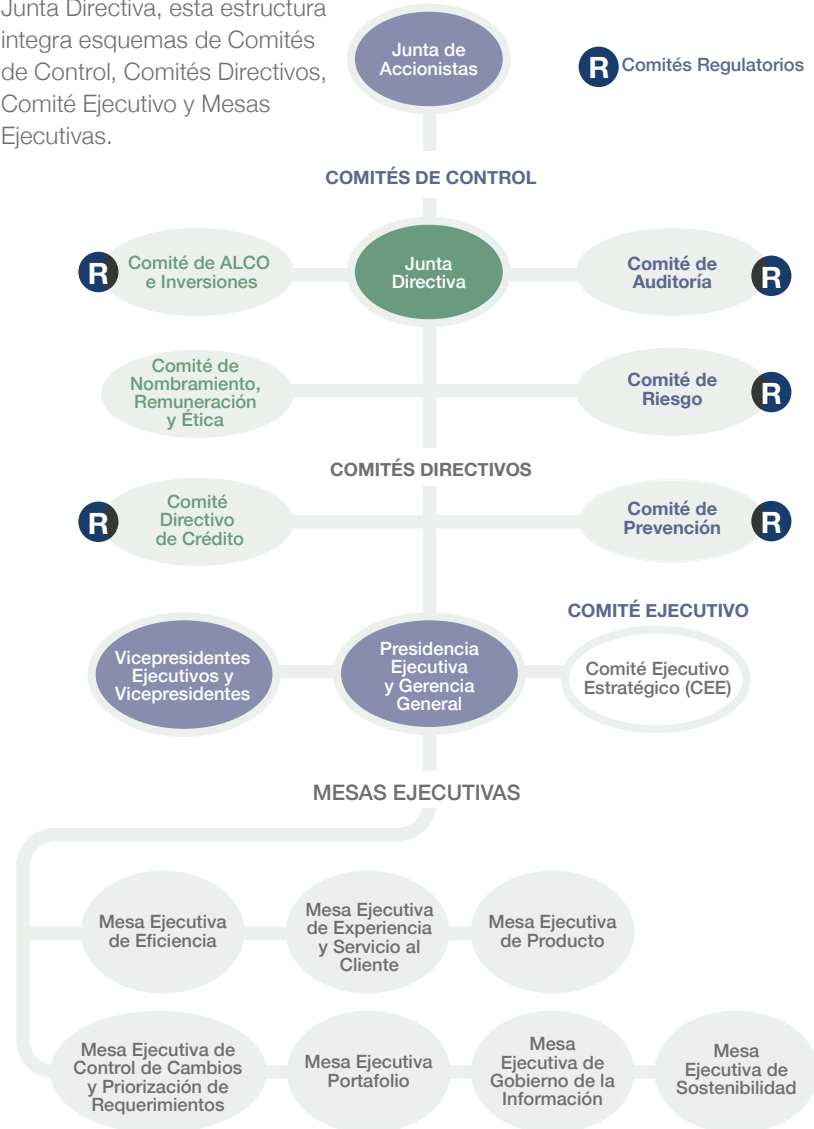 Junta Directiva, esta estructura
integra esquemas de Comités
de Control, Comités Directivos,
Comité Ejecutivo y Mesas
Ejecutivas.
Junta de
Accionistas
R Comités Regulatorios
COMITÉS DE CONTROL
R
Comité de ALCO
e Inversiones
Junta
Directiva
Comité de
Auditoría
R
Comité de
Nombramiento,
Remuneración
y Ética
Comité de
Riesgo
R
COMITÉS DIRECTIVOS
R
Comité
Directivo
de Crédito
Comité de
Prevención
R
COMITÉ EJECUTIVO
Vicepresidentes
Ejecutivos y
Vicepresidentes
Presidencia
Ejecutiva
y Gerencia
General
Comité Ejecutivo
Estratégico (CEE)
MESAS EJECUTIVAS
Mesa Ejecutiva
de Eficiencia
Mesa Ejecutiva
de Experiencia
y Servicio al
Cliente
Mesa Ejecutiva
de Producto
Mesa Ejecutiva de
Control de Cambios
y Priorización de
Requerimientos
Mesa Ejecutiva
Portafolio
Mesa
Ejecutiva de
Gobierno de la
Información
Mesa
Ejecutiva de
Sostenibilidad